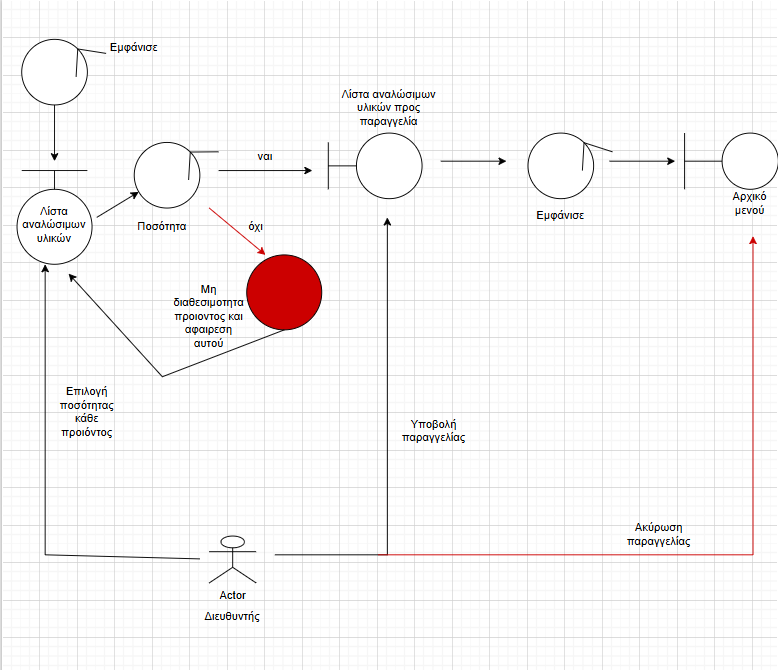 Εμφάνισε
Λίστα αναλώσιμων
υλικών προς
παραγγελία
ναι
Λίστα
αναλώσιμων
υλικών
Ποσότητα
όχι
Εμφάνισε
Αρχικό
μενού
Μη
διαθεσιμοτητα
προιοντος και
αφαιρεση
αυτού
Επιλογή
ποσότητας
κάθε
προιόντος
Υποβολή
παραγγελίας
Ακύρωση
παραγγελίας
Actor
Διευθυντής